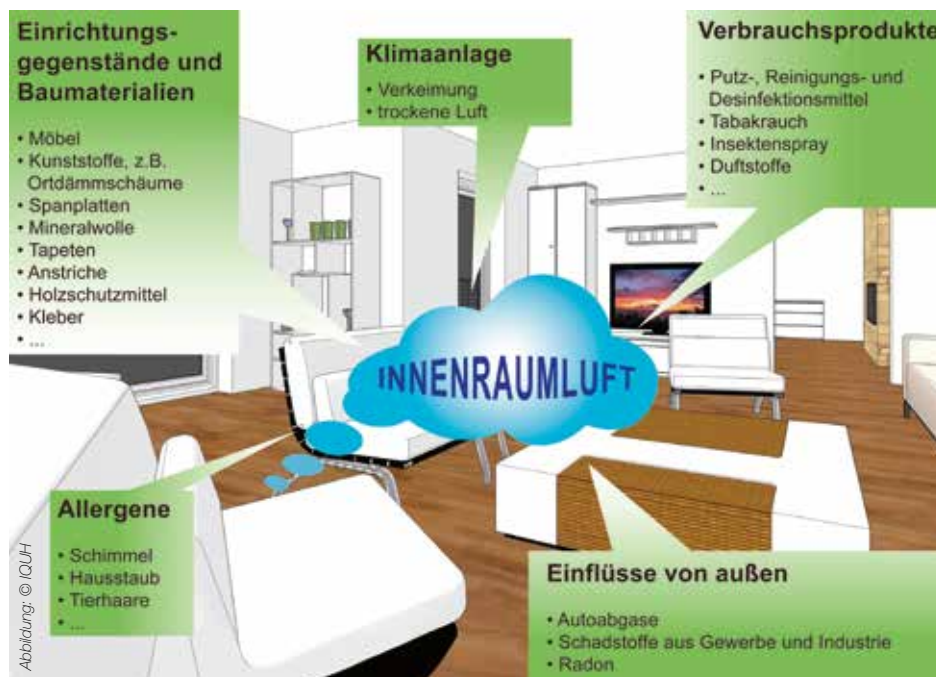 Einrichtungs-
gegenstände und
Baumaterialien
• Möbel
• Kunststoffe, z.B.
Ortdämmschäume
• Spanplatten
• Mineralwolle
• Tapeten
• Anstriche
• Holzschutzmittel
• Kleber
• ...
Klimaanlage
• Verkeimung
• trockene Luft
Verbrauchsprodukte
• Putz-, Reinigungs- und
Desinfektionsmittel
• Tabakrauch
• Insektenspray
• Duftstoffe
• ...
INNENRAUMLUFT
Allergene
• Schimmel
• Hausstaub
• Tierhaare
• ...
Einflüsse von außen
• Autoabgase
• Schadstoffe aus Gewerbe und Industrie
• Radon
Abbildung: © IQUH